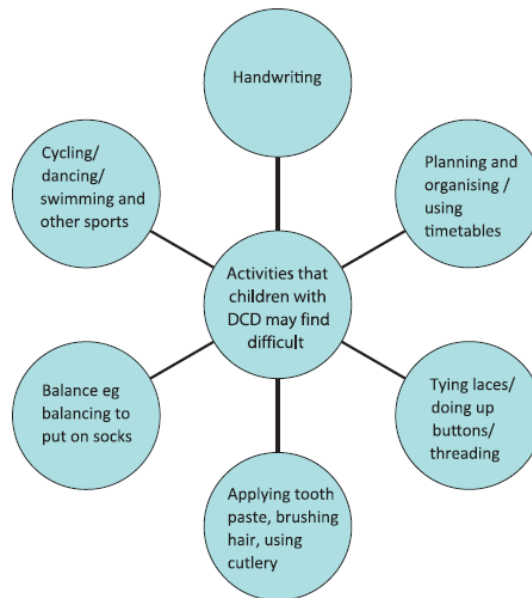 Handwriting
Cycling/
dancing/
swimming and
other sports
Planning and
organising /
using
timetables
Activities that
children with
DCD may find
difficult
Balance eg
balancing to
put on socks
Tying laces/
doing up
buttons/
threading
Applying tooth
paste, brushing
hair, using
cutlery